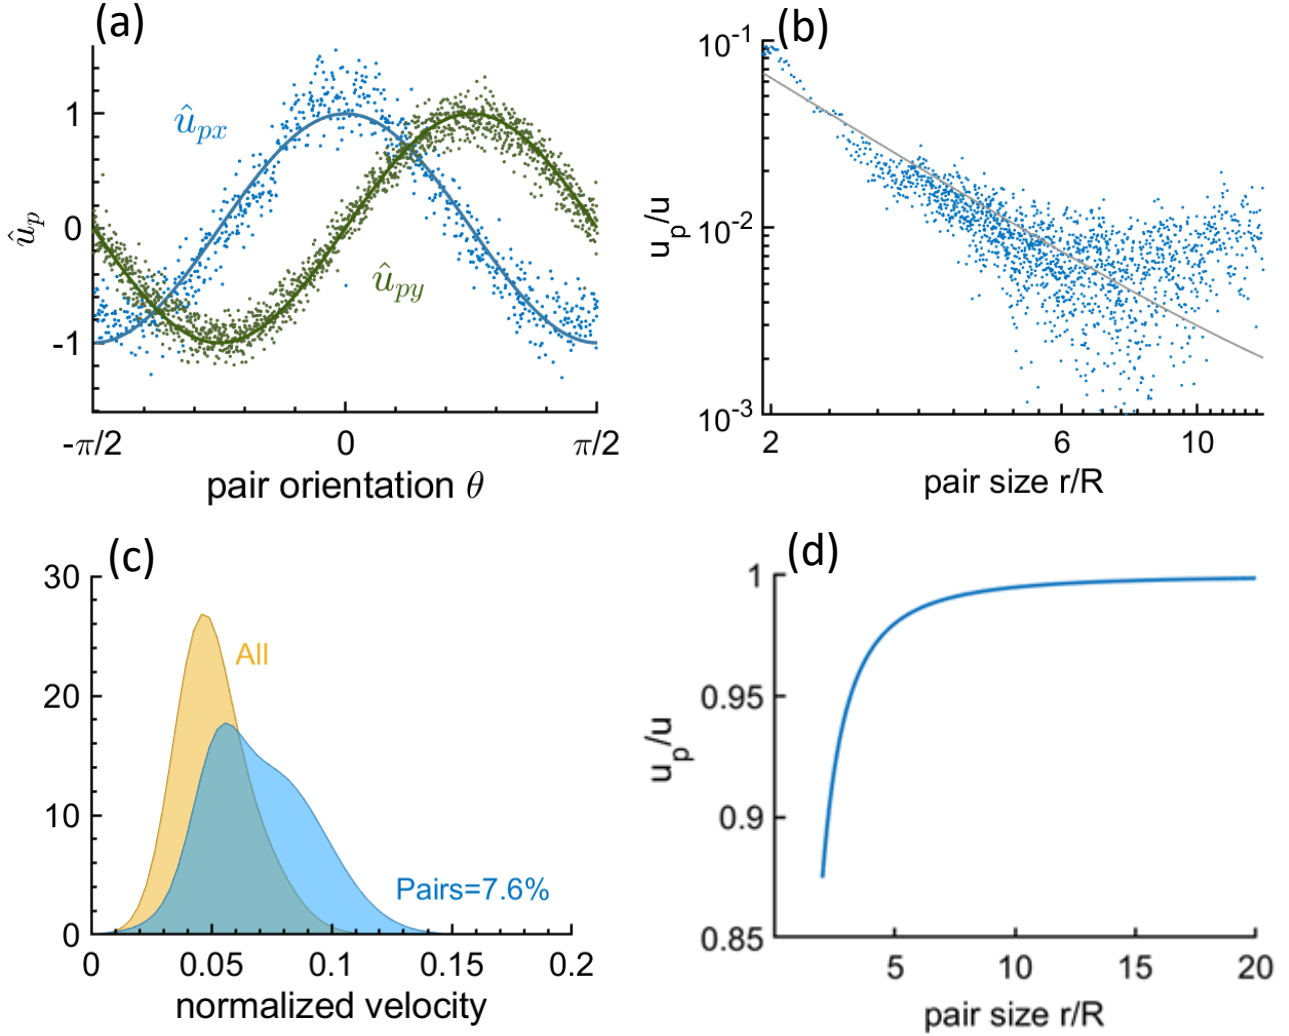 (a)
1
0
-1
û_p
û_px
û_py
-π/2
0
π/2
pair orientation θ
(b)
10^-1
10^-2
10^-3
u_p/u
2
6
10
pair size r/R
(c)
30
20
10
0
All
Pairs=7.6%
0
0.05
0.1
0.15
0.2
normalized velocity
(d)
1
0.95
0.9
0.85
u_p/u
5
10
15
20
pair size r/R